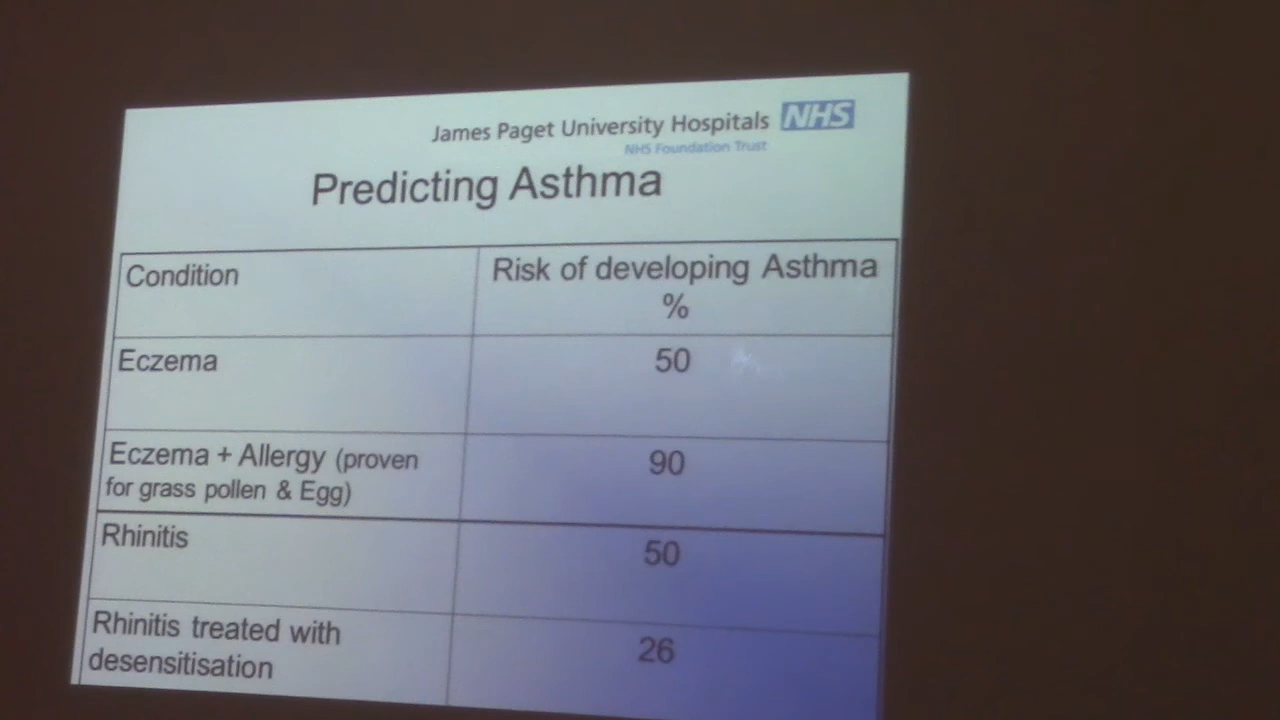 James Paget University Hospitals NHS
NHS Foundation Trust
Predicting Asthma
Condition
Risk of developing Asthma
%
Eczema
50
Eczema + Allergy (proven
for grass pollen & Egg)
90
Rhinitis
50
Rhinitis treated with
desensitisation
26